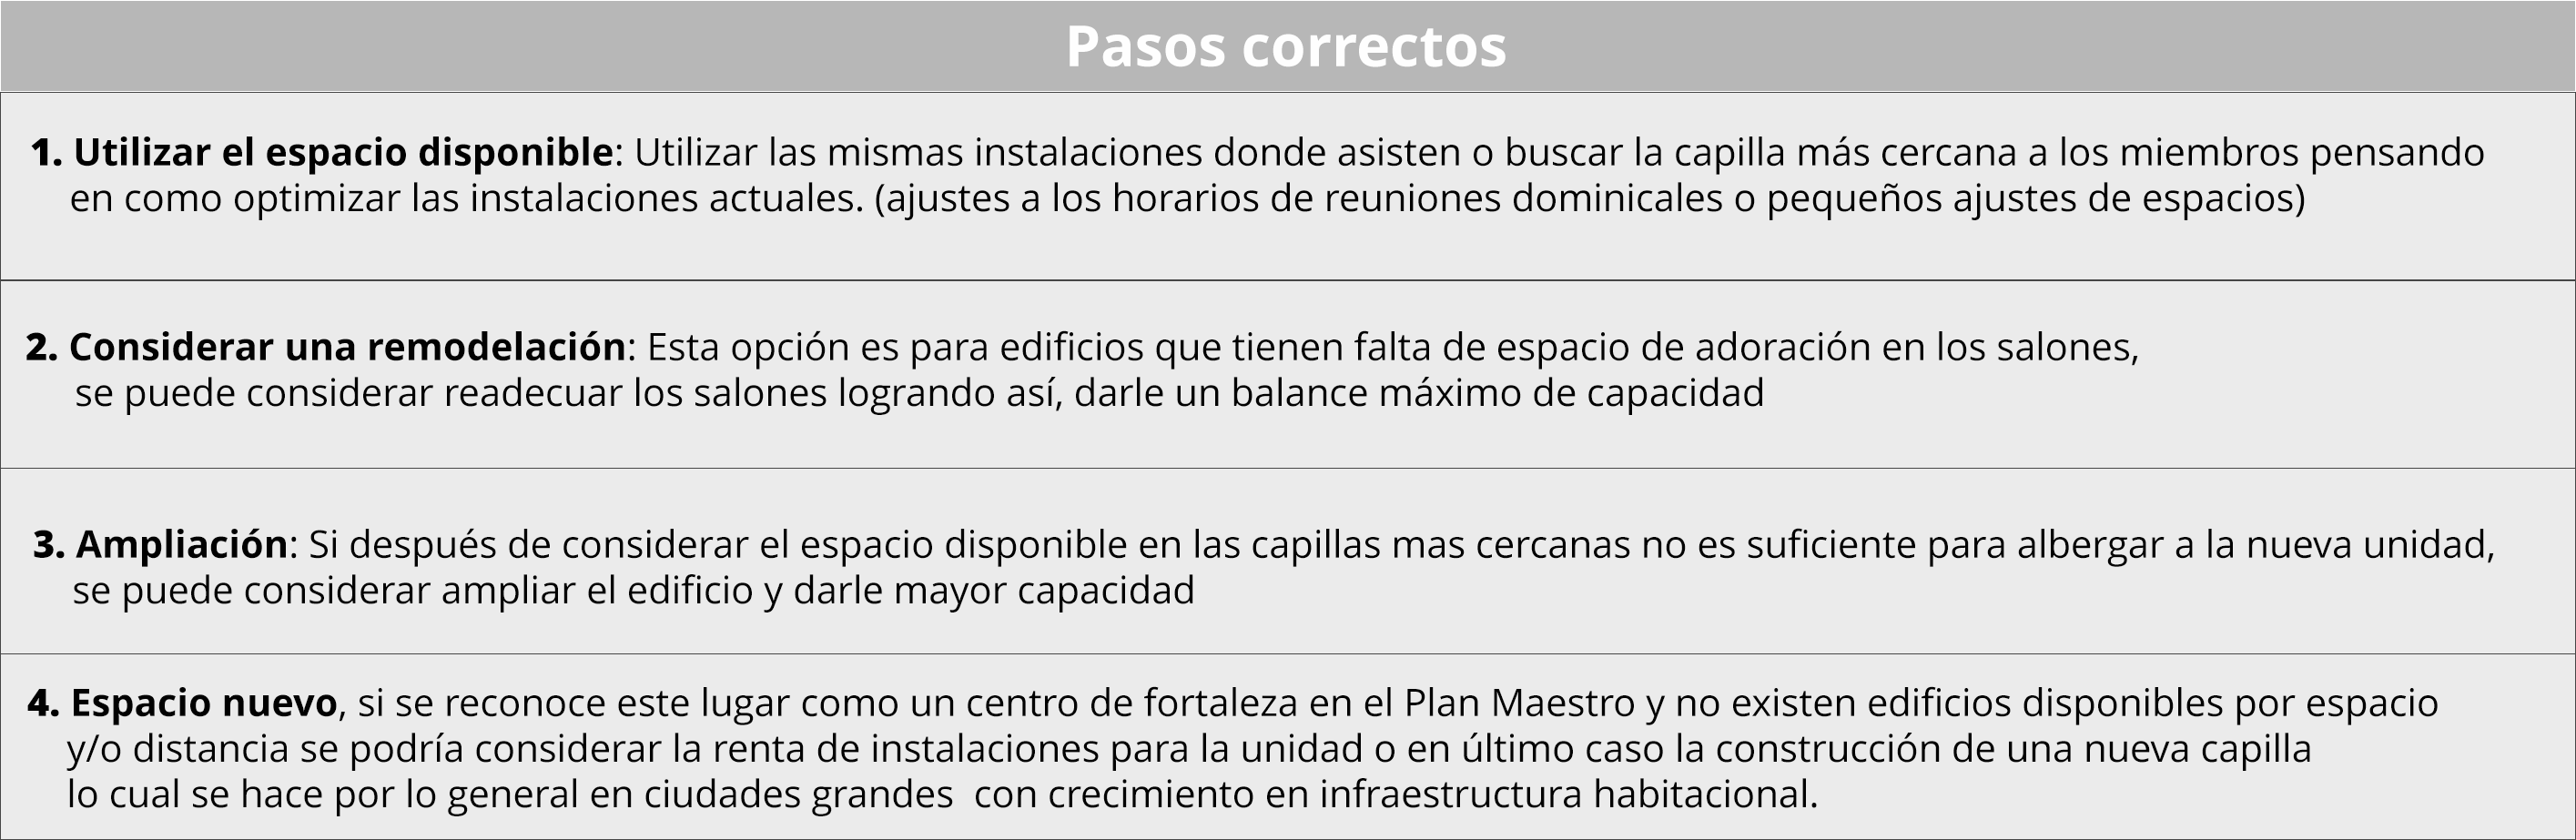 Pasos correctos
1. Utilizar el espacio disponible: Utilizar las mismas instalaciones donde asisten o buscar la capilla más cercana a los miembros pensando
en como optimizar las instalaciones actuales. (ajustes a los horarios de reuniones dominicales o pequeños ajustes de espacios)
2. Considerar una remodelación: Esta opción es para edificios que tienen falta de espacio de adoración en los salones,
se puede considerar readecuar los salones logrando así, darle un balance máximo de capacidad
3. Ampliación: Si después de considerar el espacio disponible en las capillas mas cercanas no es suficiente para albergar a la nueva unidad,
se puede considerar ampliar el edificio y darle mayor capacidad
4. Espacio nuevo, si se reconoce este lugar como un centro de fortaleza en el Plan Maestro y no existen edificios disponibles por espacio
y/o distancia se podría considerar la renta de instalaciones para la unidad o en último caso la construcción de una nueva capilla
lo cual se hace por lo general en ciudades grandes  con crecimiento en infraestructura habitacional.